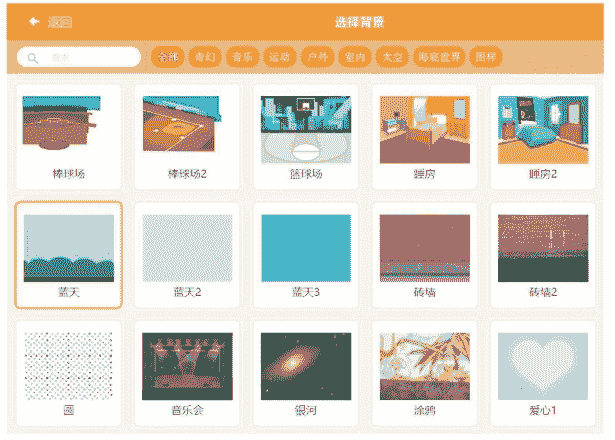 返回 选择背景
搜索 全部 奇幻 音乐 运动 户外 室内 太空 海底世界 图样
棒球场 棒球场2 篮球场 睡房 睡房2
蓝天 蓝天2 蓝天3 砖墙 砖墙2
圆 音乐会 银河 涂鸦 爱心1